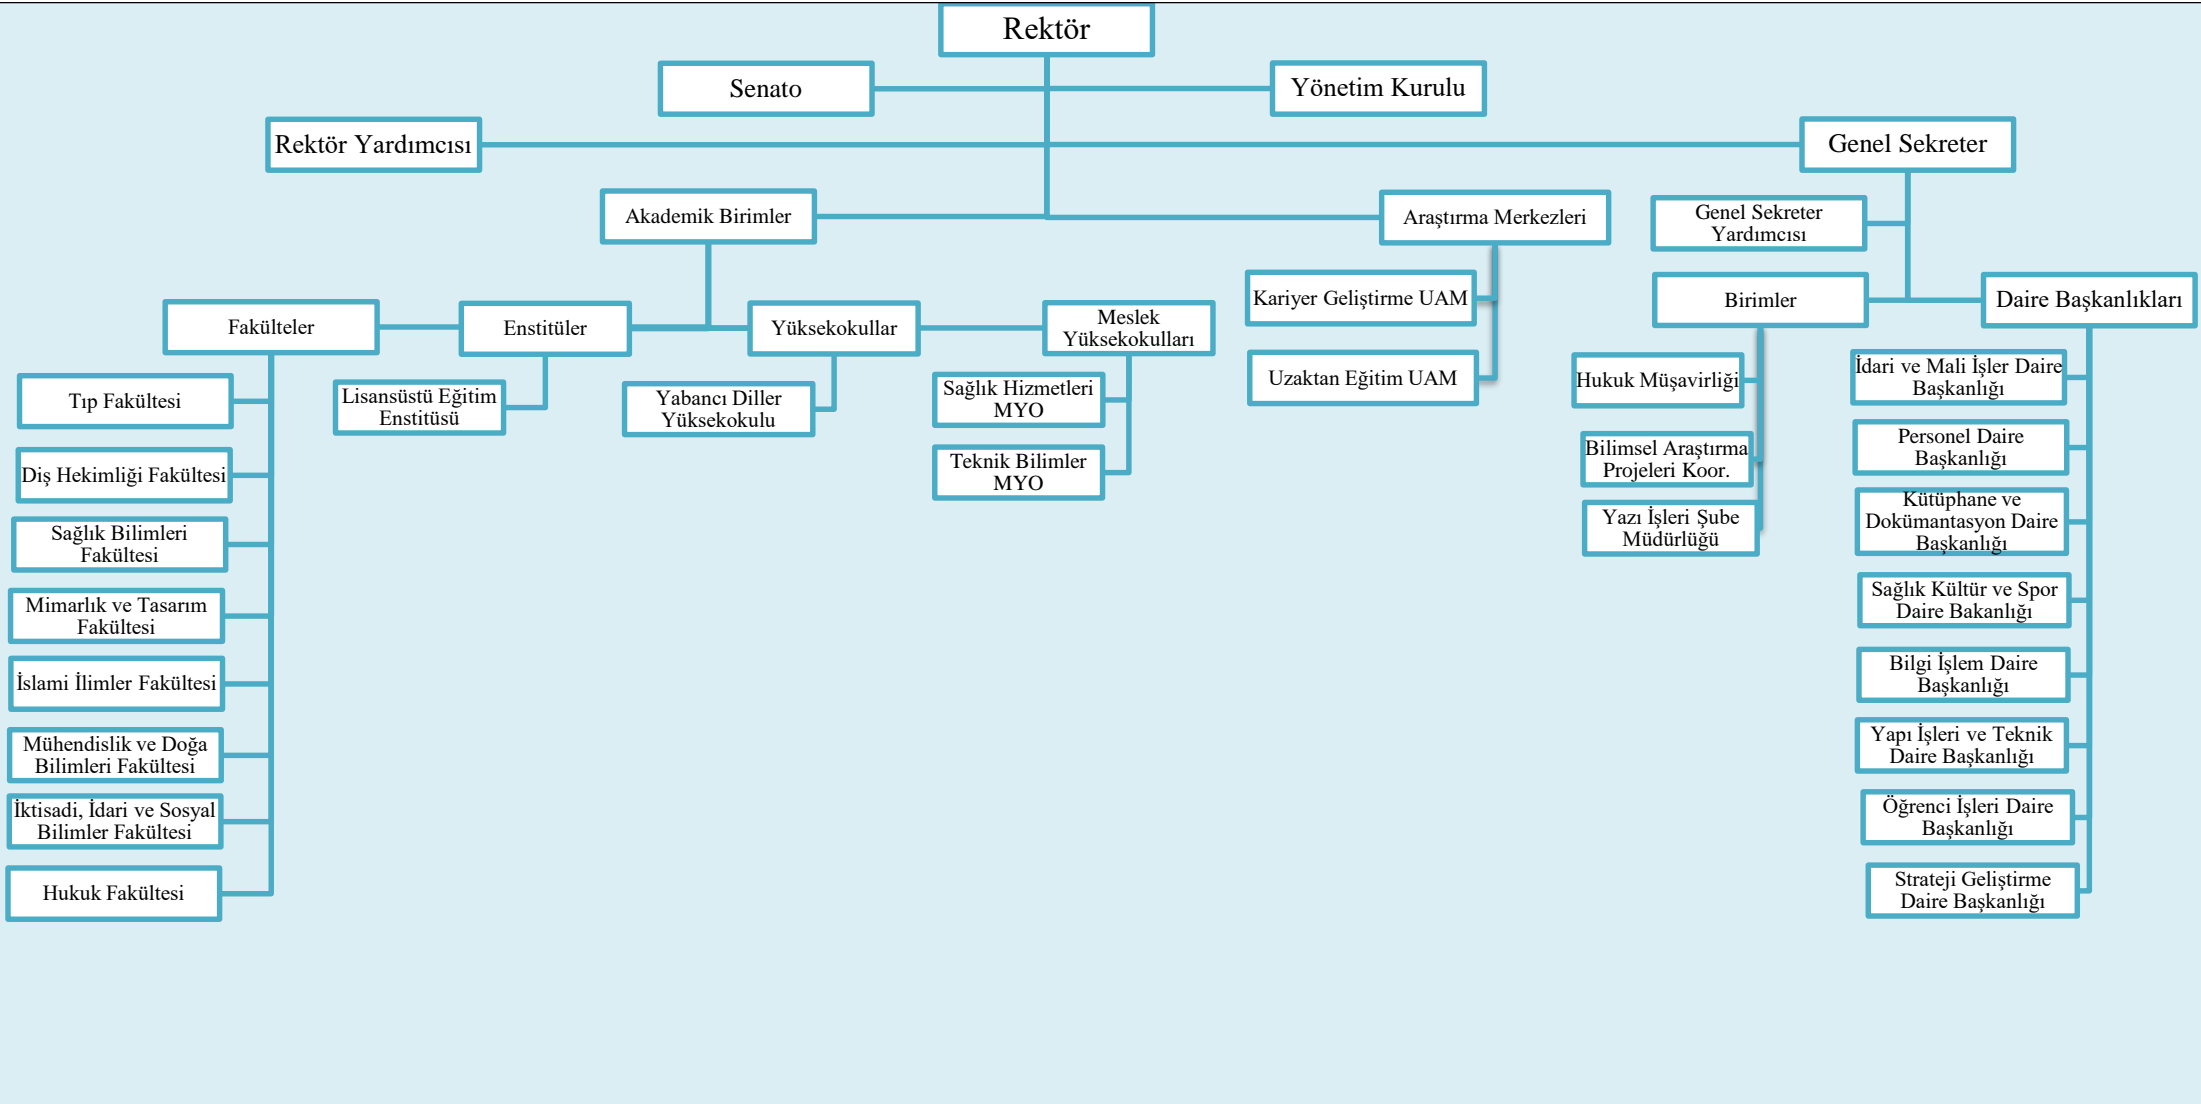 Rektör
Senato
Yönetim Kurulu
Rektör Yardımcısı
Genel Sekreter
Akademik Birimler
Araştırma Merkezleri
Genel Sekreter
Yardımcısı
Fakülteler
Enstitüler
Yüksekokullar
Meslek
Yüksekokulları
Kariyer Geliştirme UAM
Uzaktan Eğitim UAM
Birimler
Daire Başkanlıkları
Tıp Fakültesi
Diş Hekimliği Fakültesi
Sağlık Bilimleri
Fakültesi
Mimarlık ve Tasarım
Fakültesi
İslami İlimler Fakültesi
Mühendislik ve Doğa
Bilimleri Fakültesi
İktisadi, İdari ve Sosyal
Bilimler Fakültesi
Hukuk Fakültesi
Lisansüstü Eğitim
Enstitüsü
Yabancı Diller
Yüksekokulu
Sağlık Hizmetleri
MYO
Teknik Bilimler
MYO
Hukuk Müşavirliği
Bilimsel Araştırma
Projeleri Koor.
Yazı İşleri Şube
Müdürlüğü
İdari ve Mali İşler Daire
Başkanlığı
Personel Daire
Başkanlığı
Kütüphane ve
Dokümantasyon Daire
Başkanlığı
Sağlık Kültür ve Spor
Daire Bakanlığı
Bilgi İşlem Daire
Başkanlığı
Yapı İşleri ve Teknik
Daire Başkanlığı
Öğrenci İşleri Daire
Başkanlığı
Strateji Geliştirme
Daire Başkanlığı